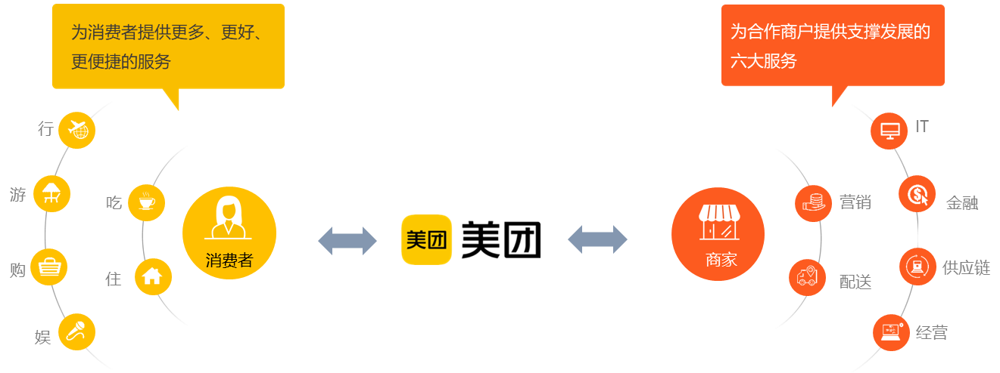 为消费者提供更多、更好、
更便捷的服务
行
游
购
娱
吃
住
消费者
美团
美团
为合作商户提供支撑发展的
六大服务
商家
营销
配送
IT
金融
供应链
经营